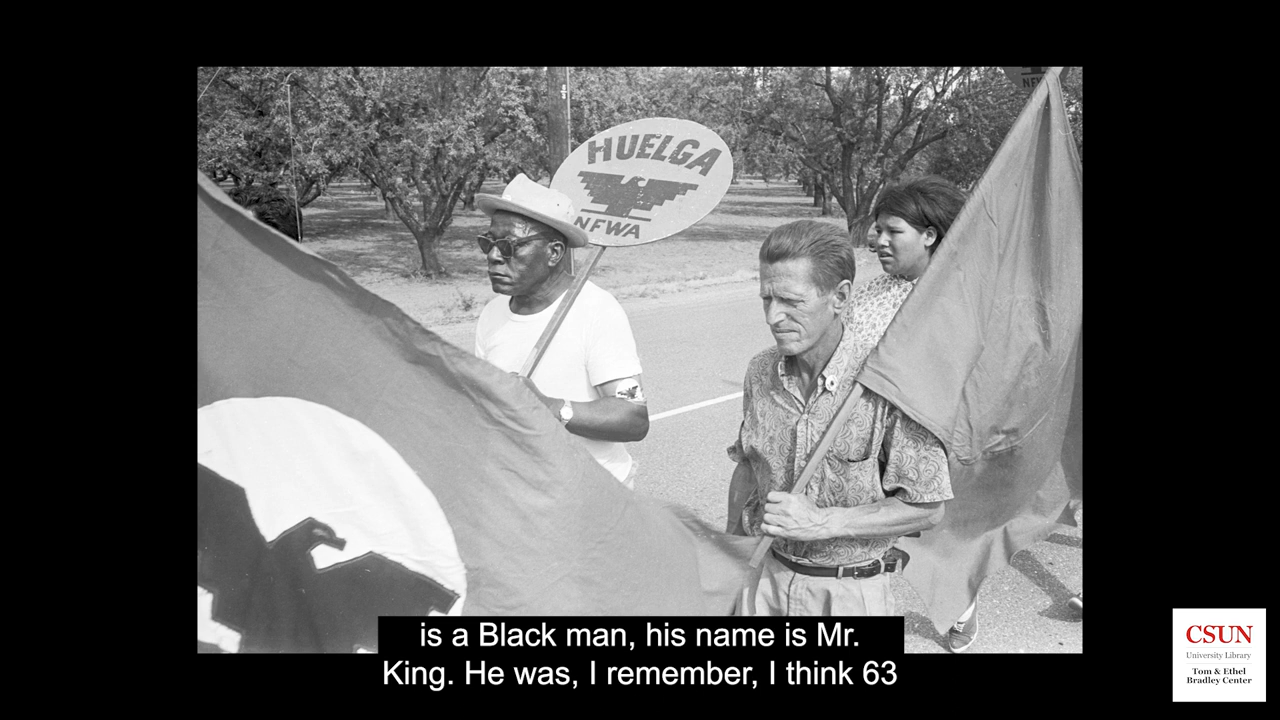 NFW
HUELGA
NFWA
is a Black man, his name is Mr.
King. He was, I remember, I think 63
CSUN
University Library
Tom & Ethel
Bradley Center